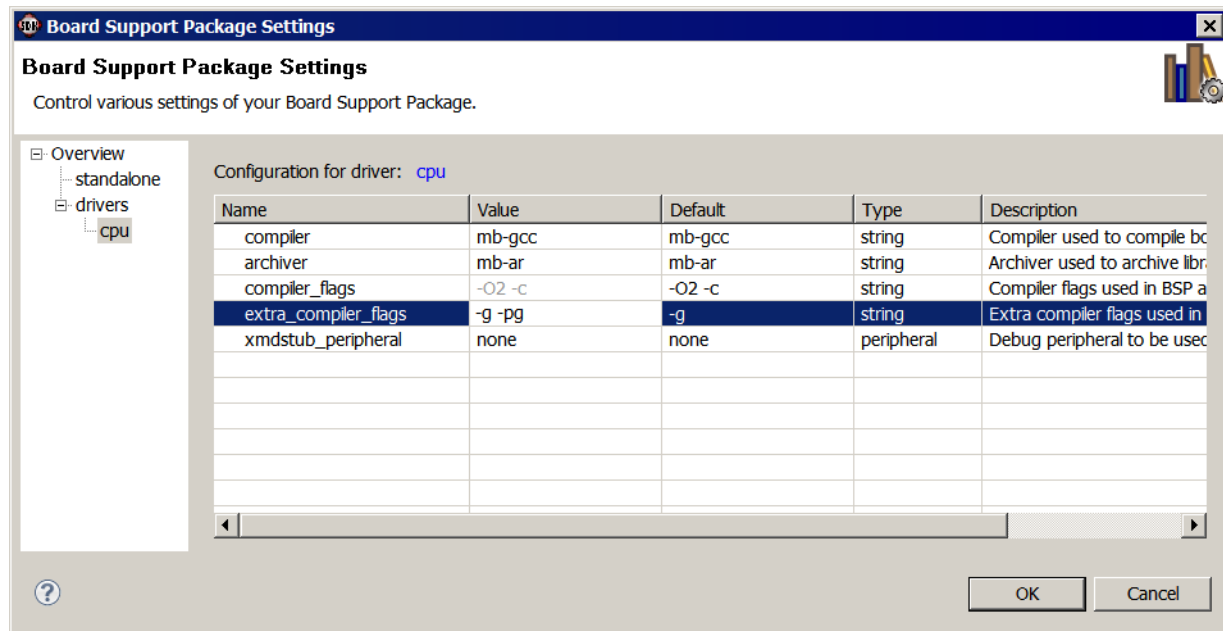 Board Support Package Settings
Board Support Package Settings
Control various settings of your Board Support Package.
Overview
standalone
drivers
cpu
Configuration for driver: cpu
Name Value Default Type Description
compiler mb-gcc mb-gcc string Compiler used to compile bo
archiver mb-ar mb-ar string Archiver used to archive libr
compiler_flags -O2 -c -O2 -c string Compiler flags used in BSP a
extra_compiler_flags -g -pg -g string Extra compiler flags used in
xmdstub_peripheral none none peripheral Debug peripheral to be used
OK Cancel